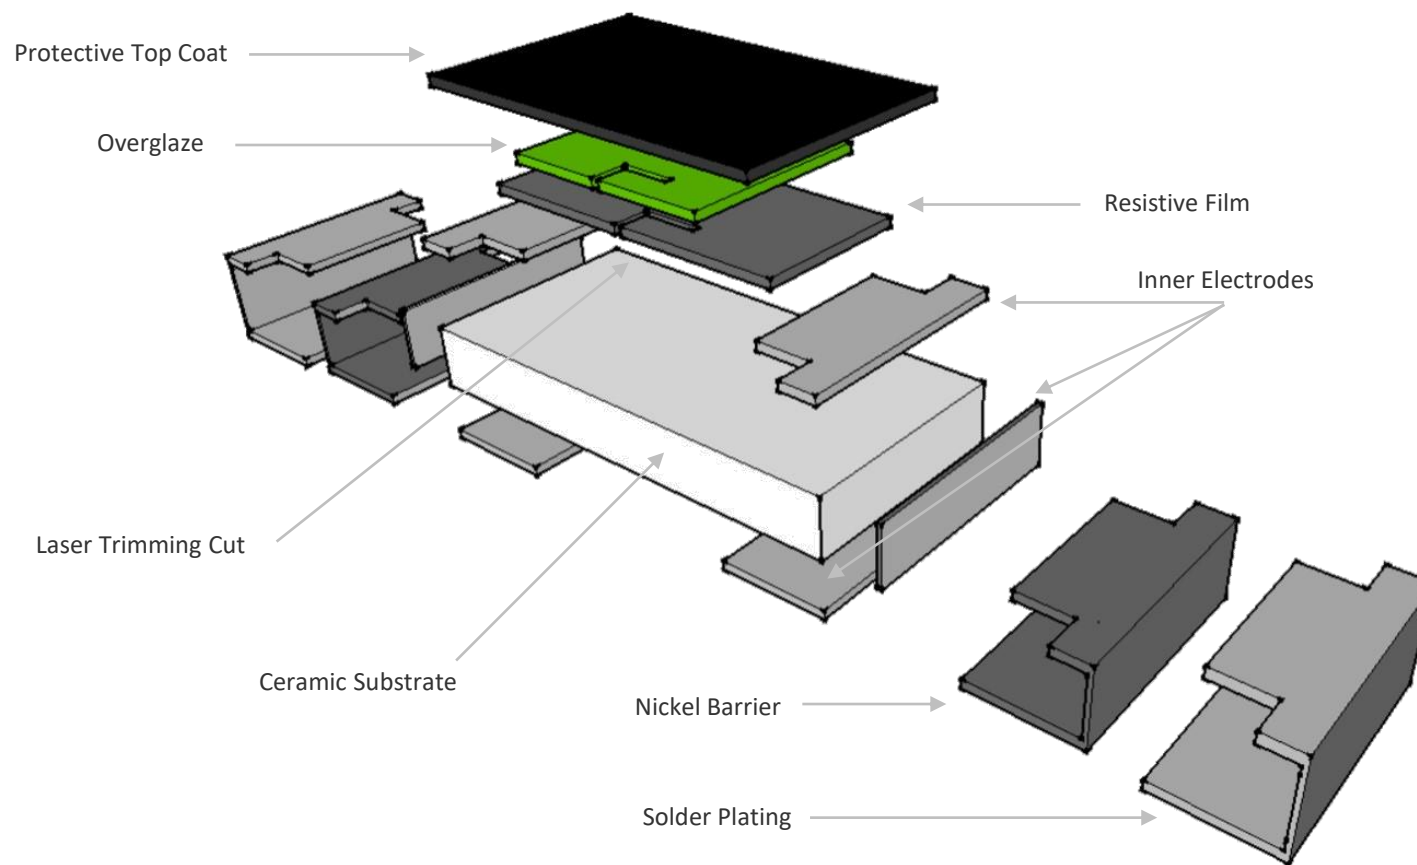 Protective Top Coat
Overglaze
Resistive Film
Inner Electrodes
Laser Trimming Cut
Ceramic Substrate
Nickel Barrier
Solder Plating